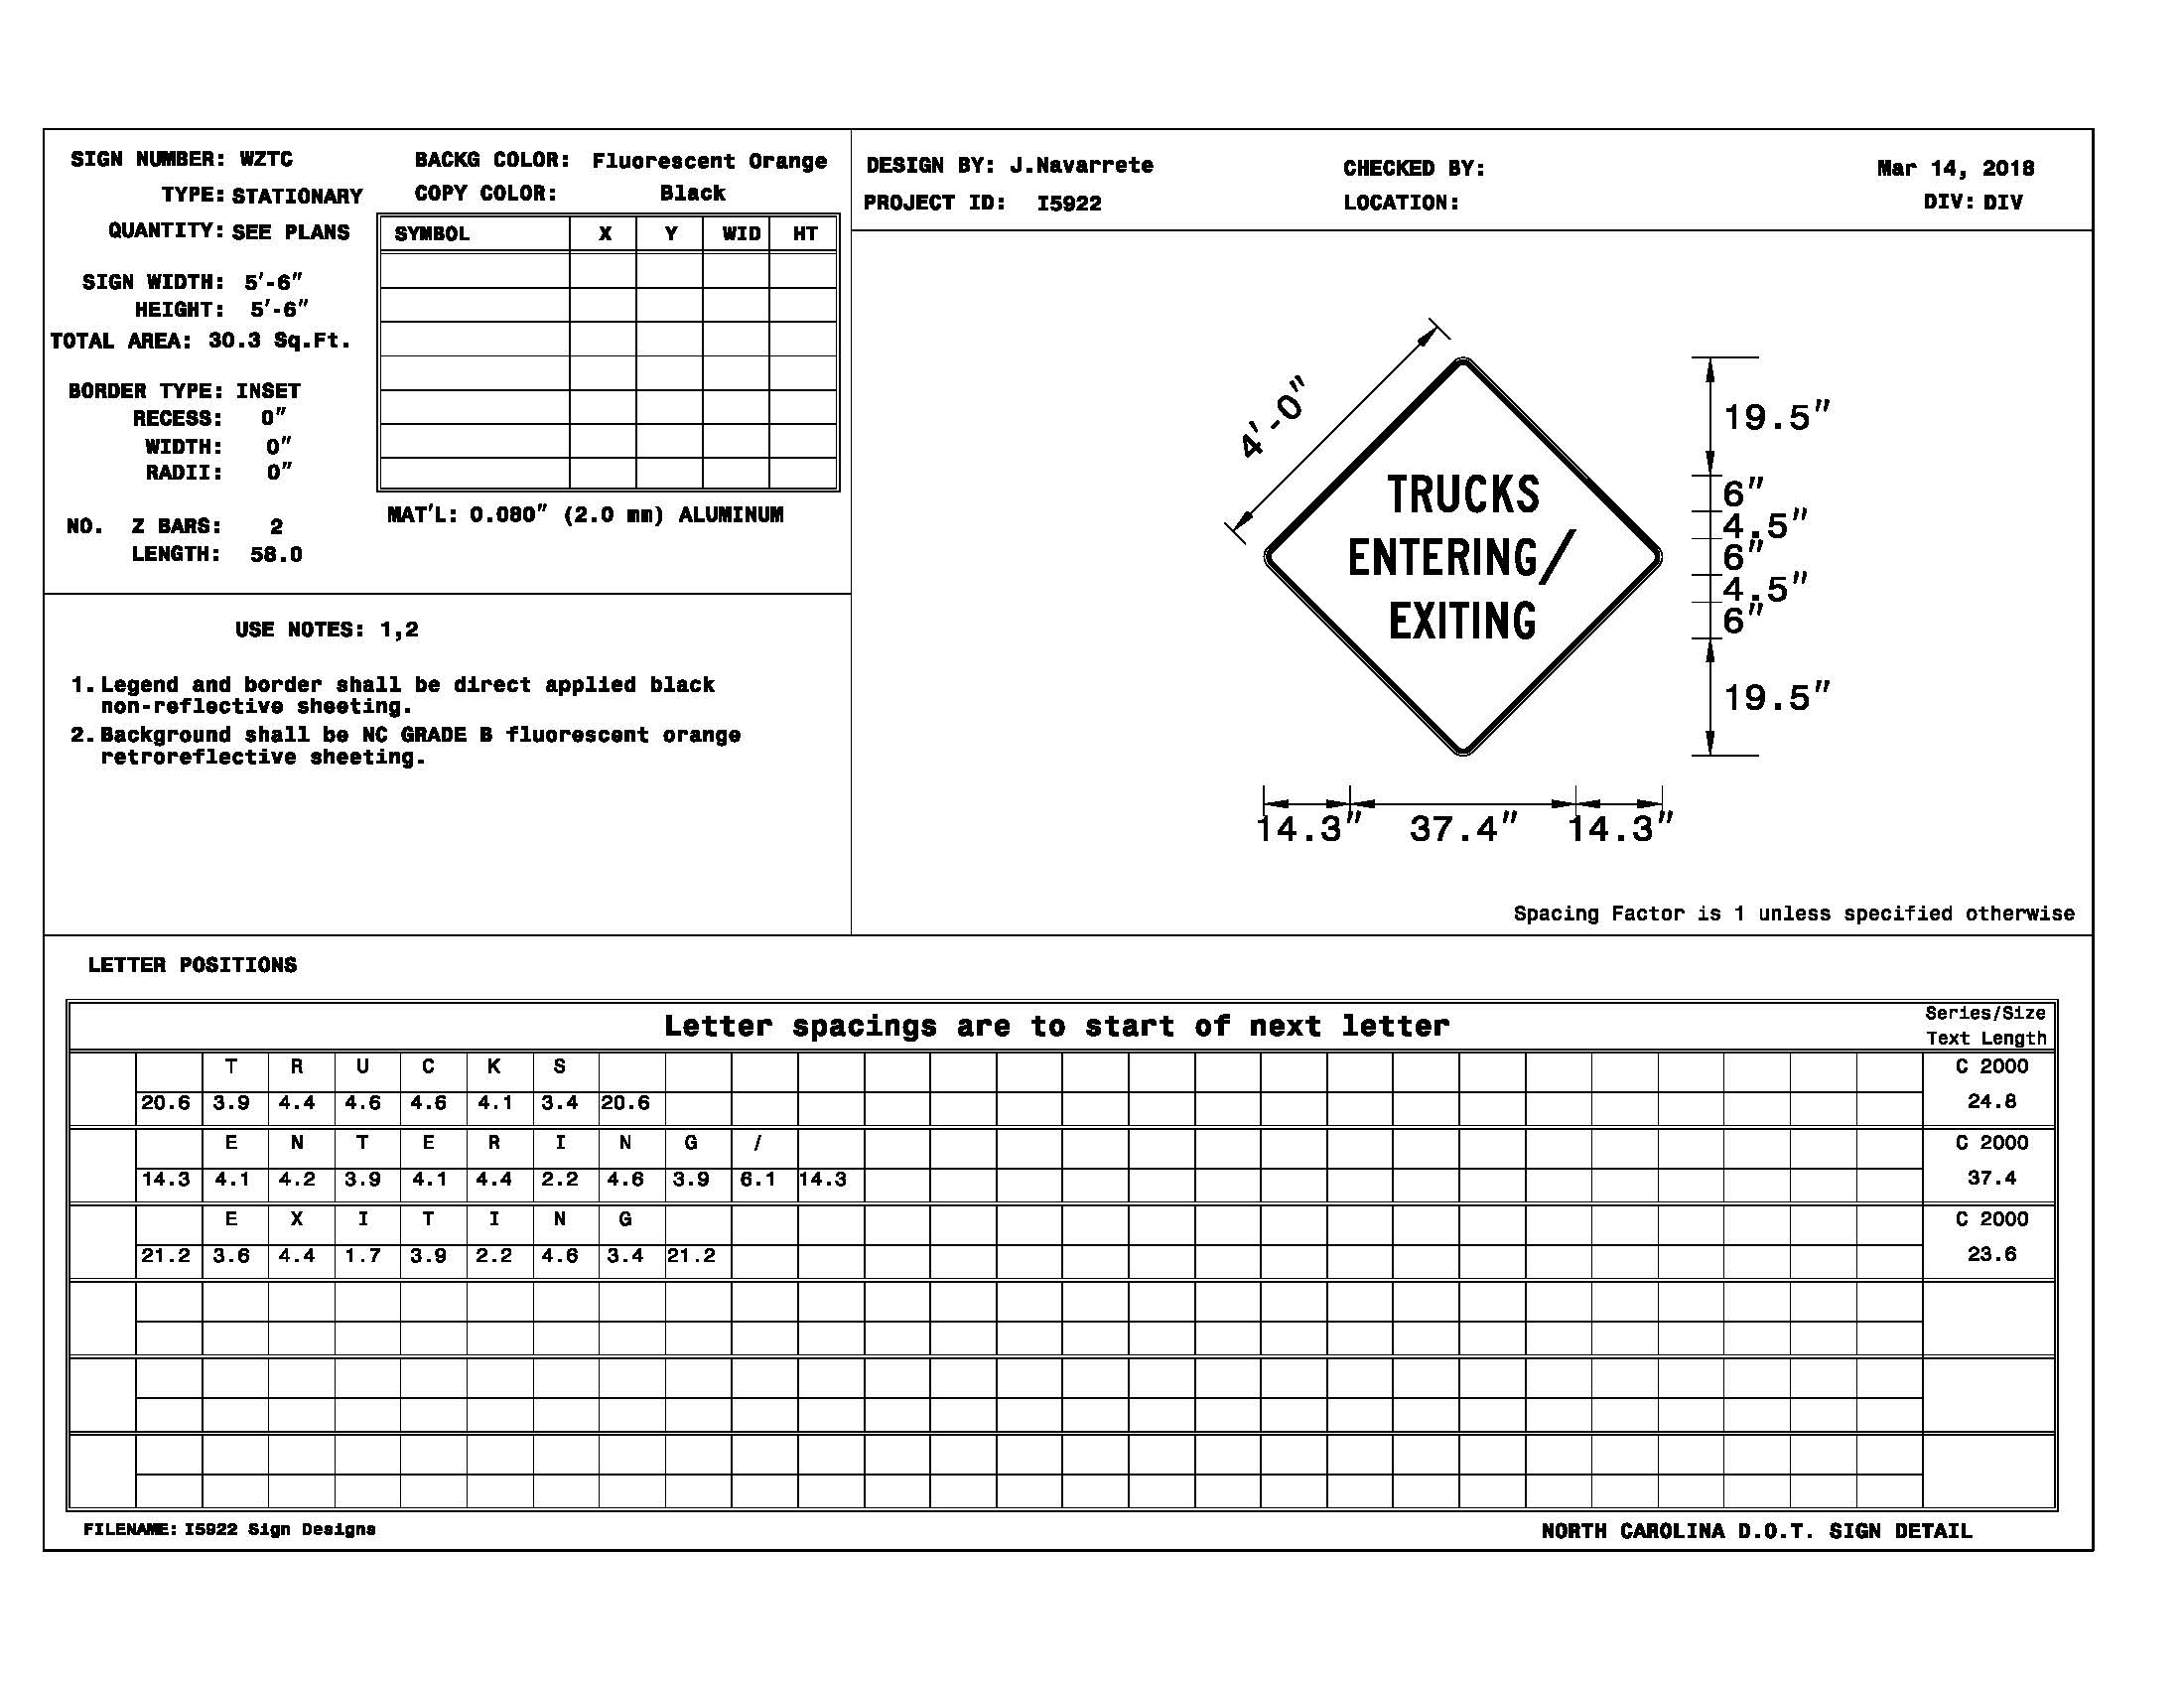 SIGN NUMBER: WZTC
TYPE: STATIONARY
QUANTITY: SEE PLANS
SIGN WIDTH: 5'-6"
HEIGHT: 5'-6"
TOTAL AREA: 30.3 Sq.Ft.
BORDER TYPE: INSET
RECESS: 0"
WIDTH: 0"
RADII: 0"
NO. Z BARS: 2
LENGTH: 58.0
BACKG COLOR: Fluorescent Orange
COPY COLOR: Black
SYMBOL X Y WID HT
MAT'L: 0.080" (2.0 mm) ALUMINUM
USE NOTES: 1,2
1. Legend and border shall be direct applied black
non-reflective sheeting.
2. Background shall be NC GRADE B fluorescent orange
retroreflective sheeting.
DESIGN BY: J.Navarrete CHECKED BY: Mar 14, 2018
PROJECT ID: I5922 LOCATION: DIV: DIV
4'-0"
TRUCKS
ENTERING/
EXITING
19.5"
6"
4.5"
6"
4.5"
6"
19.5"
14.3" 37.4" 14.3"
Spacing Factor is 1 unless specified otherwise
LETTER POSITIONS
Letter spacings are to start of next letter Series/Size
Text Length
T R U C K S C 2000
20.6 3.9 4.4 4.6 4.6 4.1 3.4 20.6 24.8
E N T E R I N G / C 2000
14.3 4.1 4.2 3.9 4.1 4.4 2.2 4.6 3.9 6.1 14.3 37.4
E X I T I N G C 2000
21.2 3.6 4.4 1.7 3.9 2.2 4.6 3.4 21.2 23.6
FILENAME: I5922 Sign Designs NORTH CAROLINA D.O.T. SIGN DETAIL